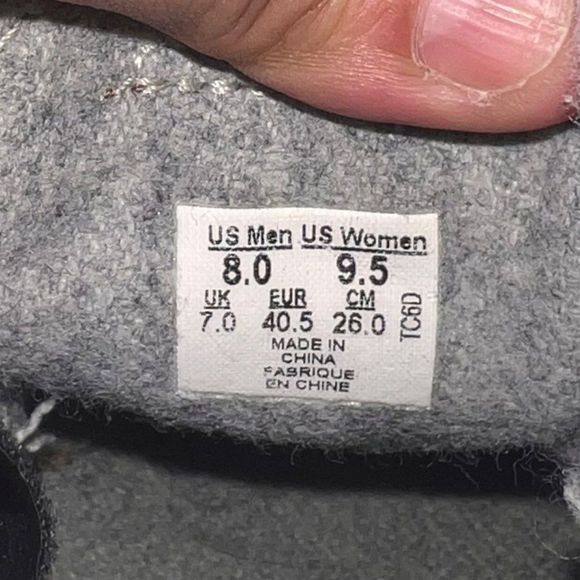 US Men US Women
8.0 9.5
UK EUR CM
7.0 40.5 26.0
TC6D
MADE IN
CHINA
FABRIQUE
EN CHINE